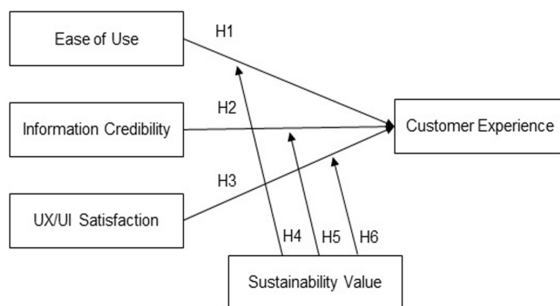 Ease of Use
H1
Information Credibility
H2
Customer Experience
UX/UI Satisfaction
H3
H4
H5
H6
Sustainability Value